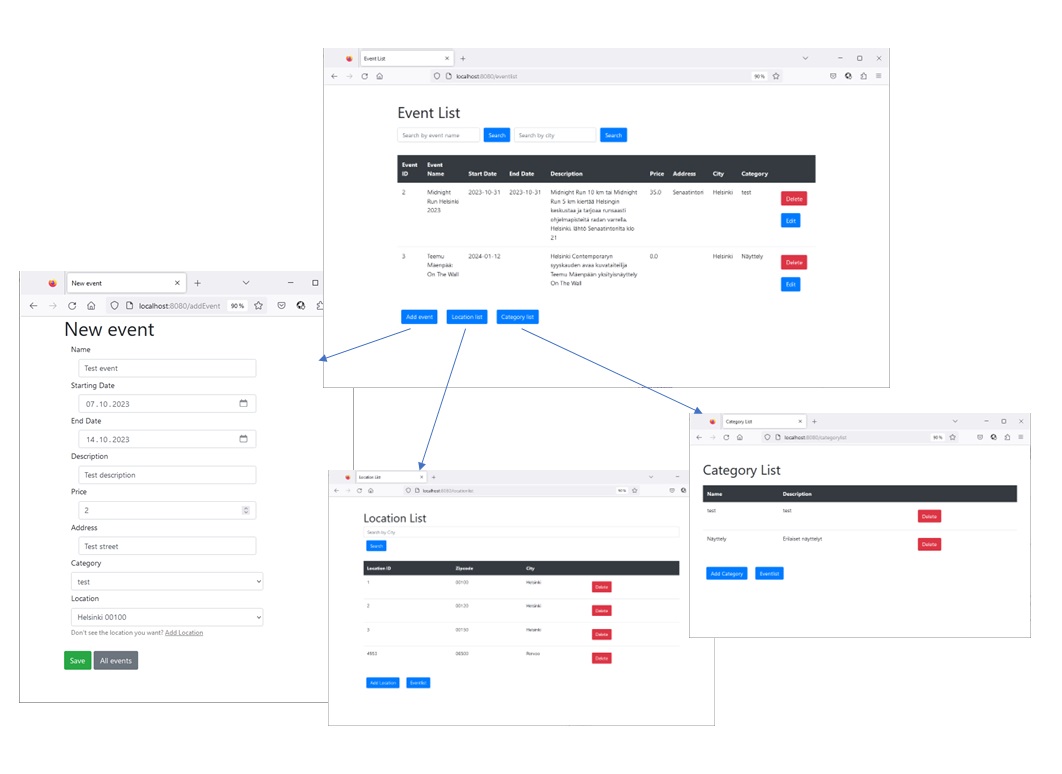 Event List
localhost:8080/eventlist
90 %
Event List
Search by event name Search Search by city Search
Event ID Event Name Start Date End Date Description Price Address City Category
2 Midnight Run Helsinki 2023 2023-10-31 2023-10-31 Midnight Run 10 km tai Midnight 35.0 Senaatinton Helsinki test Delete
Run 5 km kiertää Helsingin
keskustaa ja tarjoaa runsaasti Edit
ohjelmapisteitä radan varrella,
Helsinki, lähtö Senaatintorilta klo
21
3 Teemu Mäenpää: On The Wall 2024-01-12 Helsinki Contemporaryn 0.0 Helsinki Näyttely Delete
syyskauden avaa kuvataiteilija
Teemu Mäenpään yksityisnäyttely Edit
On The Wall
Add event Location list Category list
New event
localhost:8080/addEvent 90 %
New event
Name
Test event
Starting Date
07.10.2023
End Date
14.10.2023
Description
Test description
Price
2
Address
Test street
Category
test
Location
Helsinki 00100
Don't see the location you want? Add Location
Save All events
Location List
localhost:8080/locationlist
90 %
Location List
Search by City
Search
Location ID Zipcode City
1 00100 Helsinki Delete
2 00120 Helsinki Delete
3 00130 Helsinki Delete
Porvoo Delete
Add Location Eventlist
Category List
localhost:8080/categorylist
90 %
Category List
Name Description
test test Delete
Näyttely Erilaiset näyttelyt Delete
Add Category Eventlist